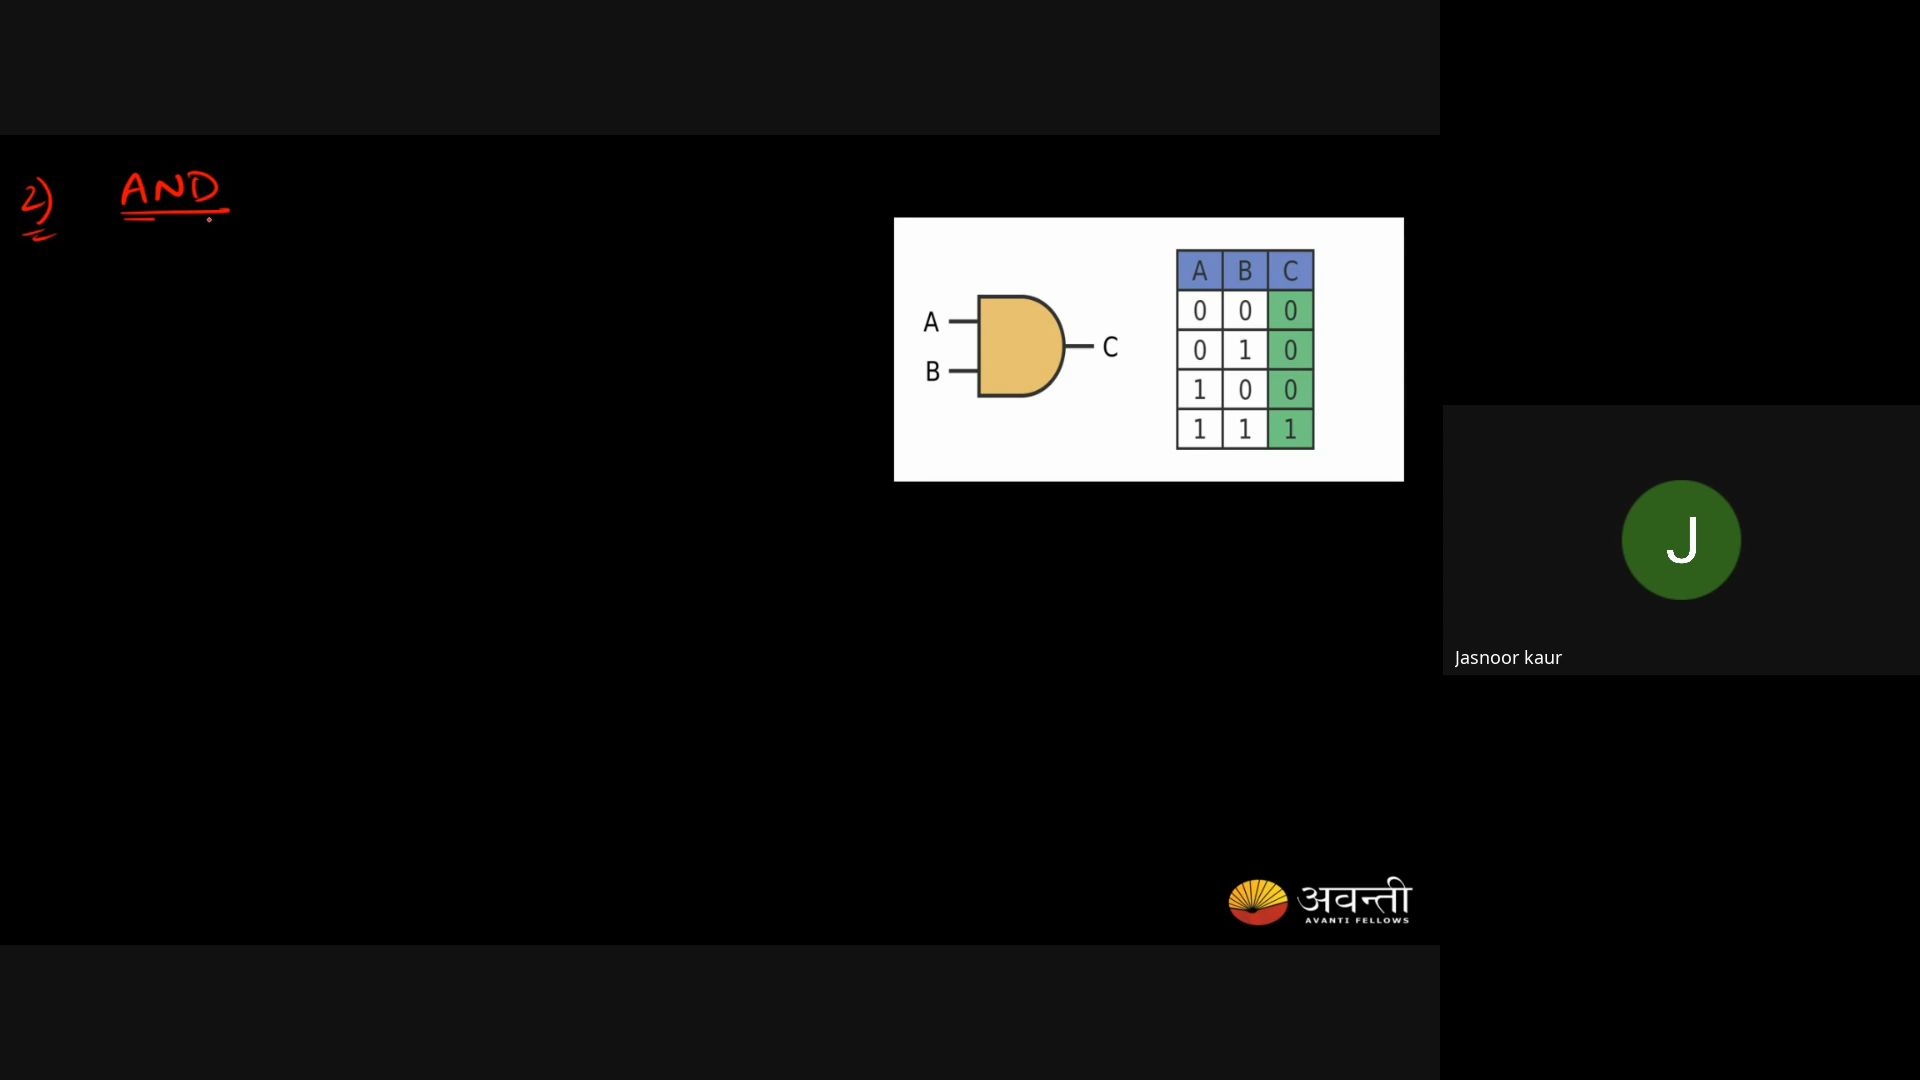 2) AND
A B C
A 0 0 0
C
B 0 1 0
1 0 0
1 1 1
J
Jasnoor kaur
अवन्ती
AVANTI FELLOWS